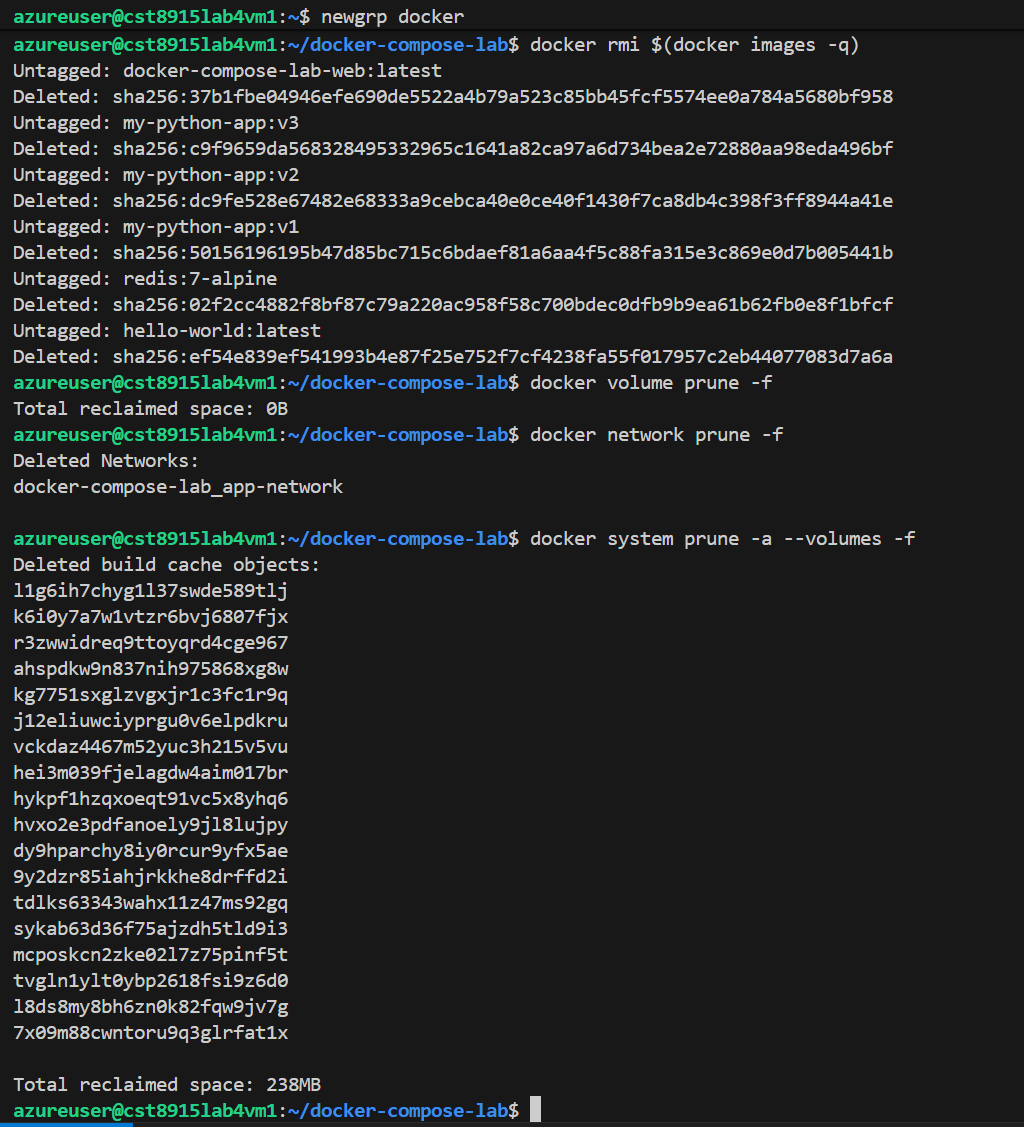 azureuser@cst8915lab4vm1:~$ newgrp docker
azureuser@cst8915lab4vm1:~/docker-compose-lab$ docker rmi $(docker images -q)
Untagged: docker-compose-lab-web:latest
Deleted: sha256:37b1fbe04946efe690de5522a4b79a523c85bb45fcf5574ee0a784a5680bf958
Untagged: my-python-app:v3
Deleted: sha256:c9f9659da568328495332965c1641a82ca97a6d734bea2e72880aa98eda496bf
Untagged: my-python-app:v2
Deleted: sha256:dc9fe528e67482e68333a9cebca40e0ce40f1430f7ca8db4c398f3ff8944a41e
Untagged: my-python-app:v1
Deleted: sha256:50156196195b47d85bc715c6bdaef81a6aa4f5c88fa315e3c869e0d7b005441b
Untagged: redis:7-alpine
Deleted: sha256:02f2cc4882f8bf87c79a220ac958f58c700bdec0dfb9b9ea61b62fb0e8f1bfcf
Untagged: hello-world:latest
Deleted: sha256:ef54e839ef541993b4e87f25e752f7cf4238fa55f017957c2eb44077083d7a6a
azureuser@cst8915lab4vm1:~/docker-compose-lab$ docker volume prune -f
Total reclaimed space: 0B
azureuser@cst8915lab4vm1:~/docker-compose-lab$ docker network prune -f
Deleted Networks:
docker-compose-lab_app-network
azureuser@cst8915lab4vm1:~/docker-compose-lab$ docker system prune -a --volumes -f
Deleted build cache objects:
l1g6ih7chyg1l37swde589tlj
k6i0y7a7w1vtzr6bvj6807fjx
r3zwwidreq9ttoyqrd4cge967
ahspdkw9n837nih975868xg8w
kg7751sxglzvgxjr1c3fc1r9q
j12eliuwciyprgu0v6elpdkru
vckdaz4467m52yuc3h215v5vu
hei3m039fjelagdw4aim017br
hykpf1hzqxoeqt91vc5x8yhq6
hvxo2e3pdfanoely9jl8lujpy
dy9hparchy8iy0rcur9yfx5ae
9y2dzr85iahjrkkhe8drffd2i
tdlks63343wahx11z47ms92gq
sykab63d36f75ajzdh5tld9i3
mcposkcn2zke02l7z75pinf5t
tvgln1ylt0ybp2618fsi9z6d0
l8ds8my8bh6zn0k82fqw9jv7g
7x09m88cwntoru9q3glrfat1x
Total reclaimed space: 238MB
azureuser@cst8915lab4vm1:~/docker-compose-lab$